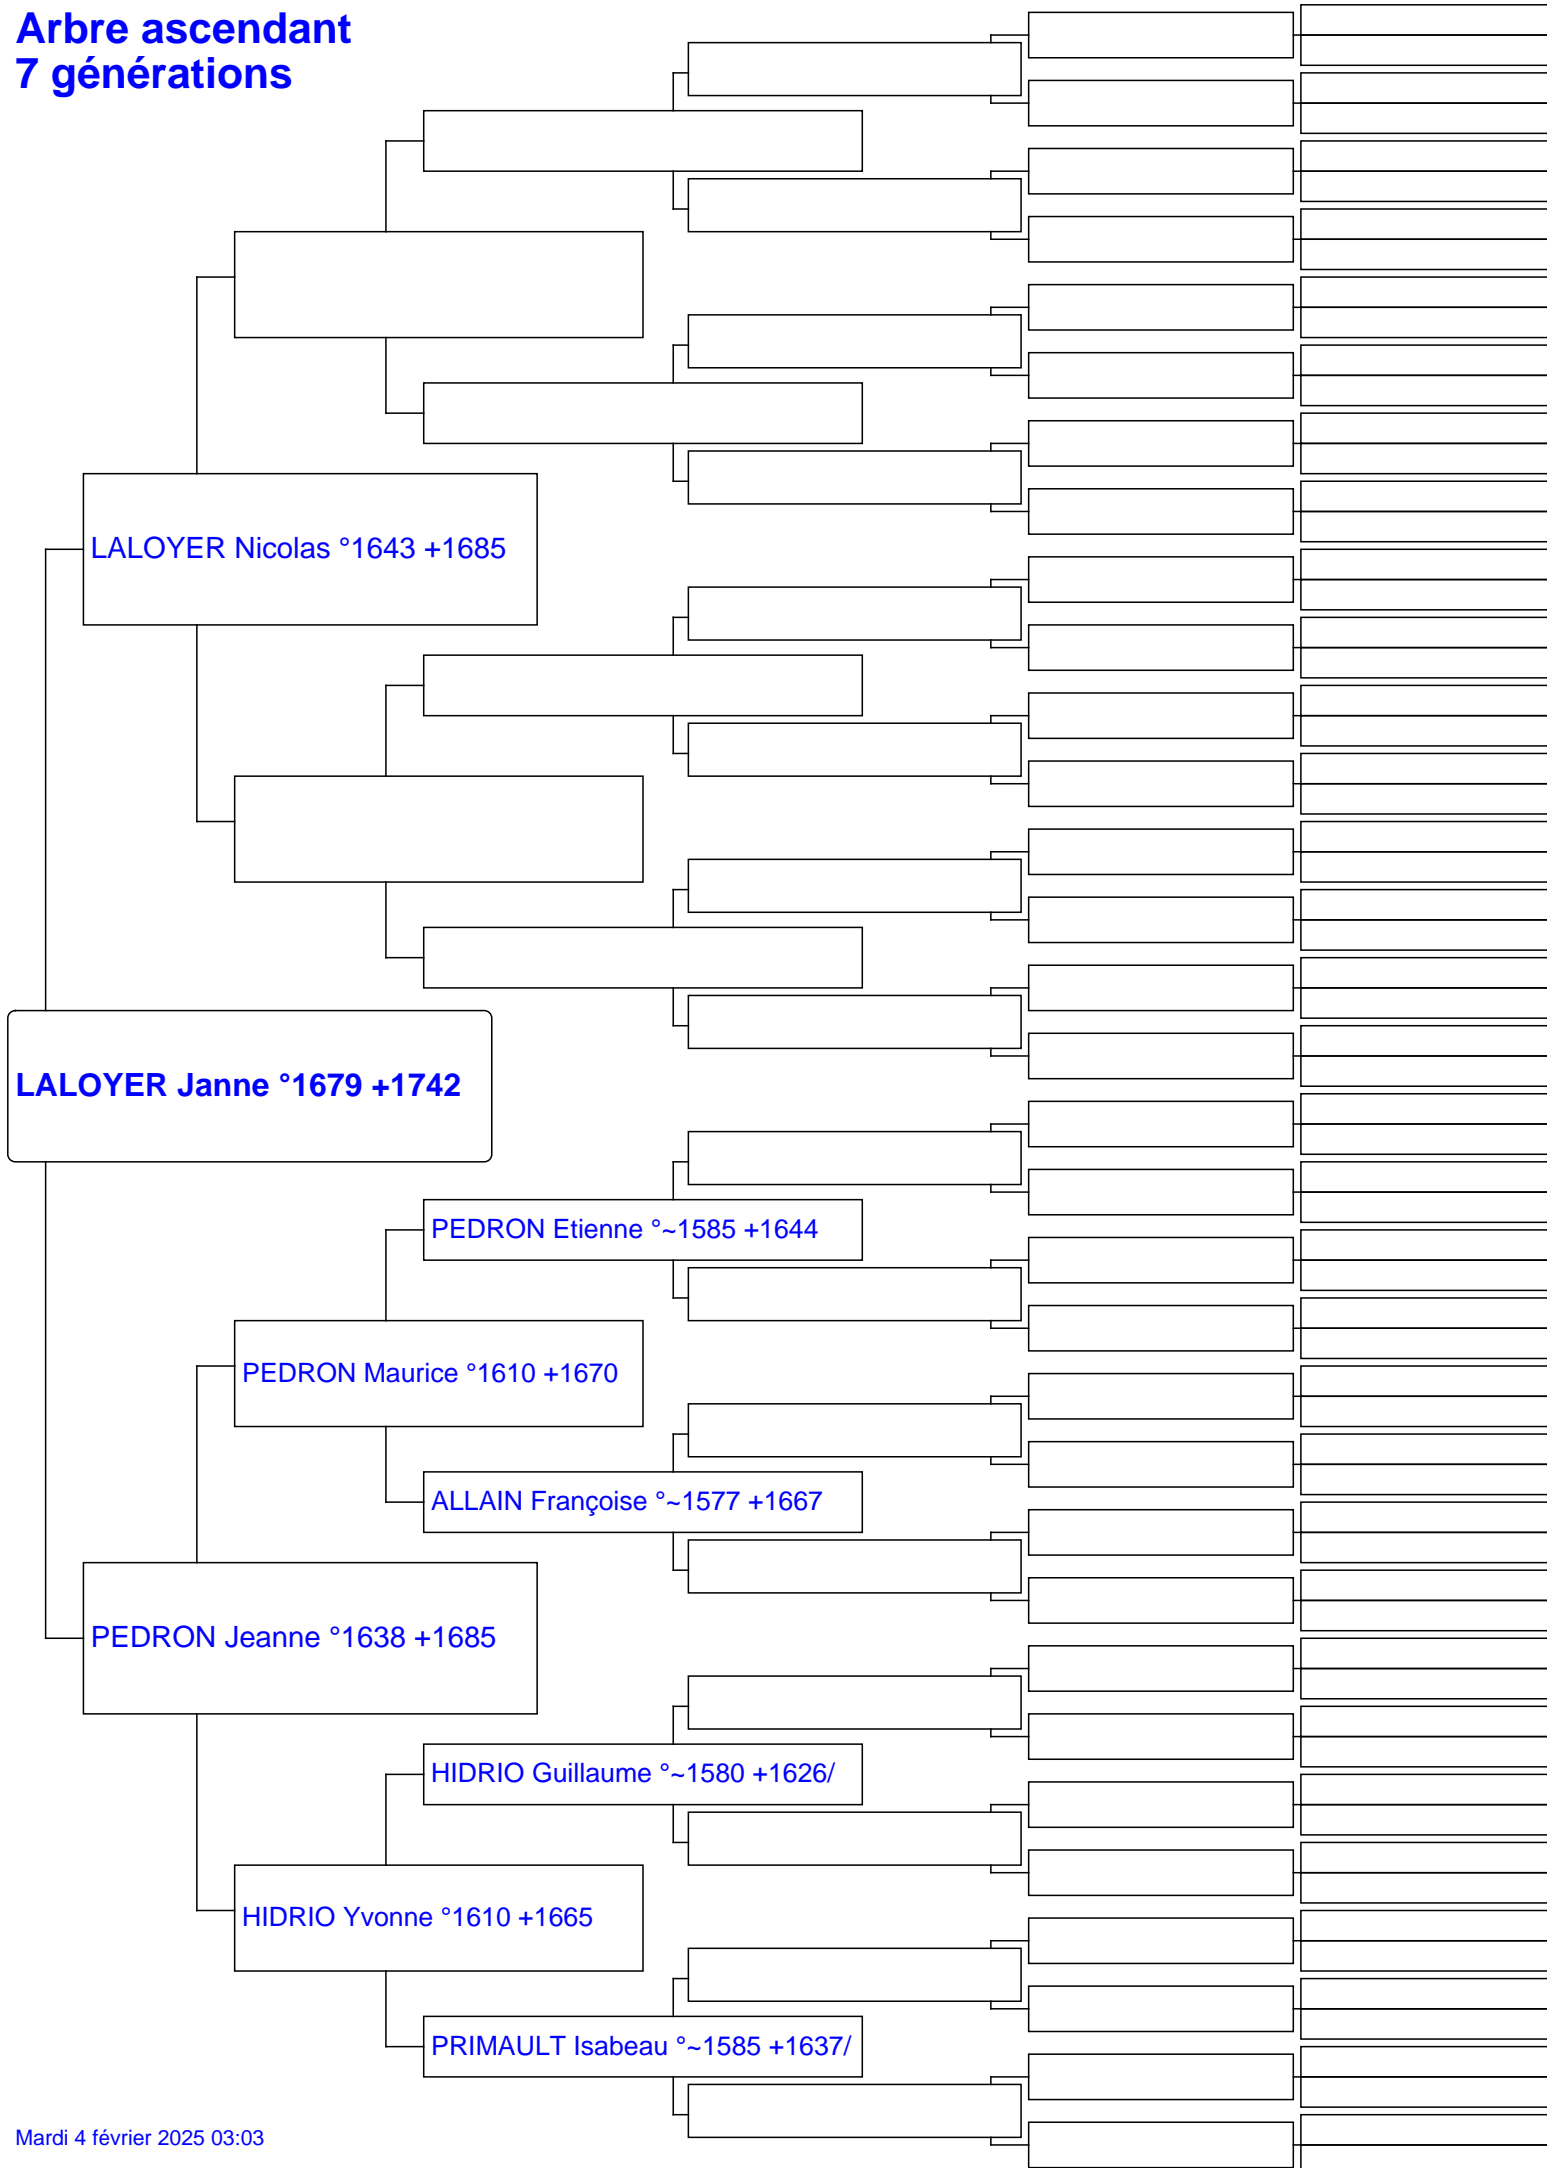 Arbre ascendant
7 générations
LALOYER Nicolas °1643 +1685
LALOYER Janne °1679 +1742
PEDRON Etienne °~1585 +1644
PEDRON Maurice °1610 +1670
ALLAIN Françoise °~1577 +1667
PEDRON Jeanne °1638 +1685
HIDRIO Guillaume °~1580 +1626/
HIDRIO Yvonne °1610 +1665
PRIMAULT Isabeau °~1585 +1637/
Mardi 4 février 2025 03:03